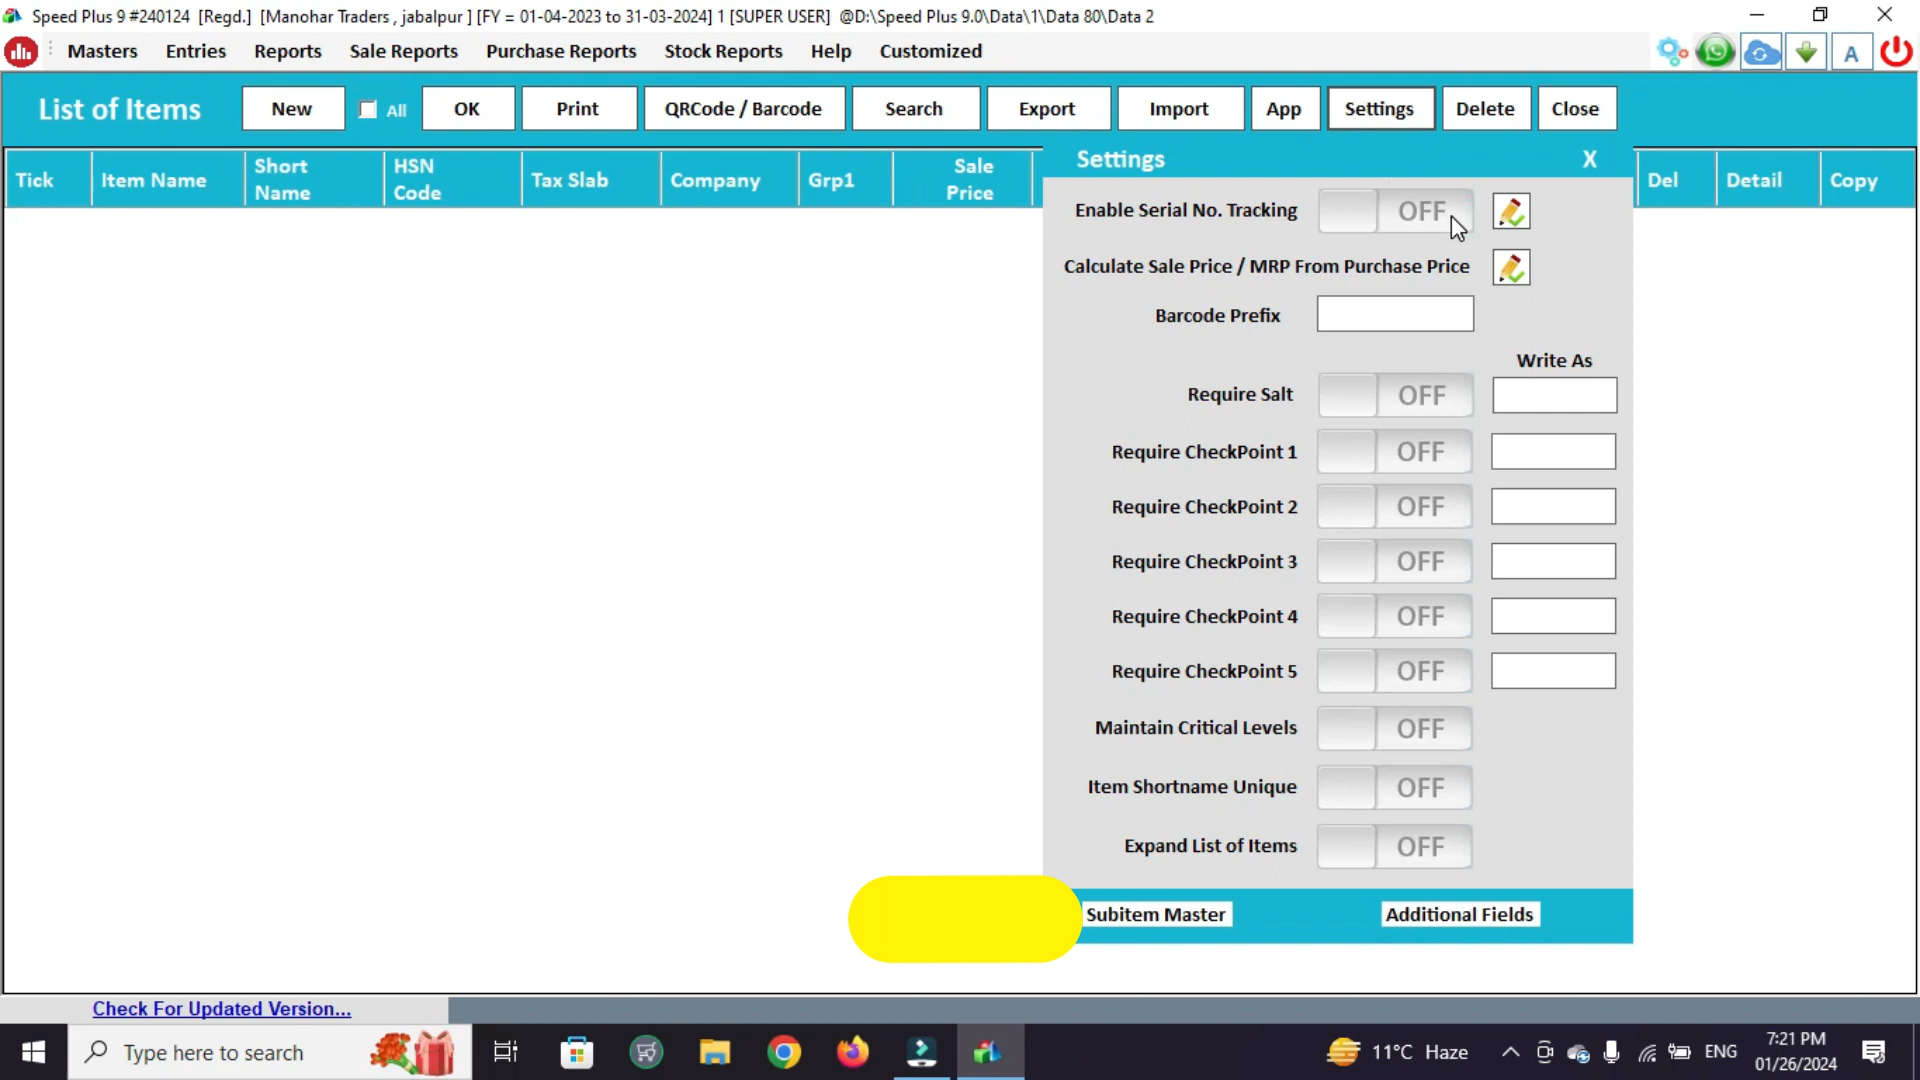 Speed Plus 9 #240124 [Regd.] [Manohar Traders , jabalpur ] [FY = 01-04-2023 to 31-03-2024] 1 [SUPER USER] @D:\Speed Plus 9.0\Data\1\Data 80\Data 2
Masters Entries Reports Sale Reports Purchase Reports Stock Reports Help Customized A
List of Items New All OK Print QRCode / Barcode Search Export Import App Settings Delete Close
Tick Item Name Short Name HSN Code Tax Slab Company Grp1 Sale Price Del Detail Copy
Settings X
Enable Serial No. Tracking OFF
Calculate Sale Price / MRP From Purchase Price
Barcode Prefix
Write As
Require Salt OFF
Require CheckPoint 1 OFF
Require CheckPoint 2 OFF
Require CheckPoint 3 OFF
Require CheckPoint 4 OFF
Require CheckPoint 5 OFF
Maintain Critical Levels OFF
Item Shortname Unique OFF
Expand List of Items OFF
Subitem Master Additional Fields
Check For Updated Version...
Type here to search 11°C Haze ENG 7:21 PM
01/26/2024